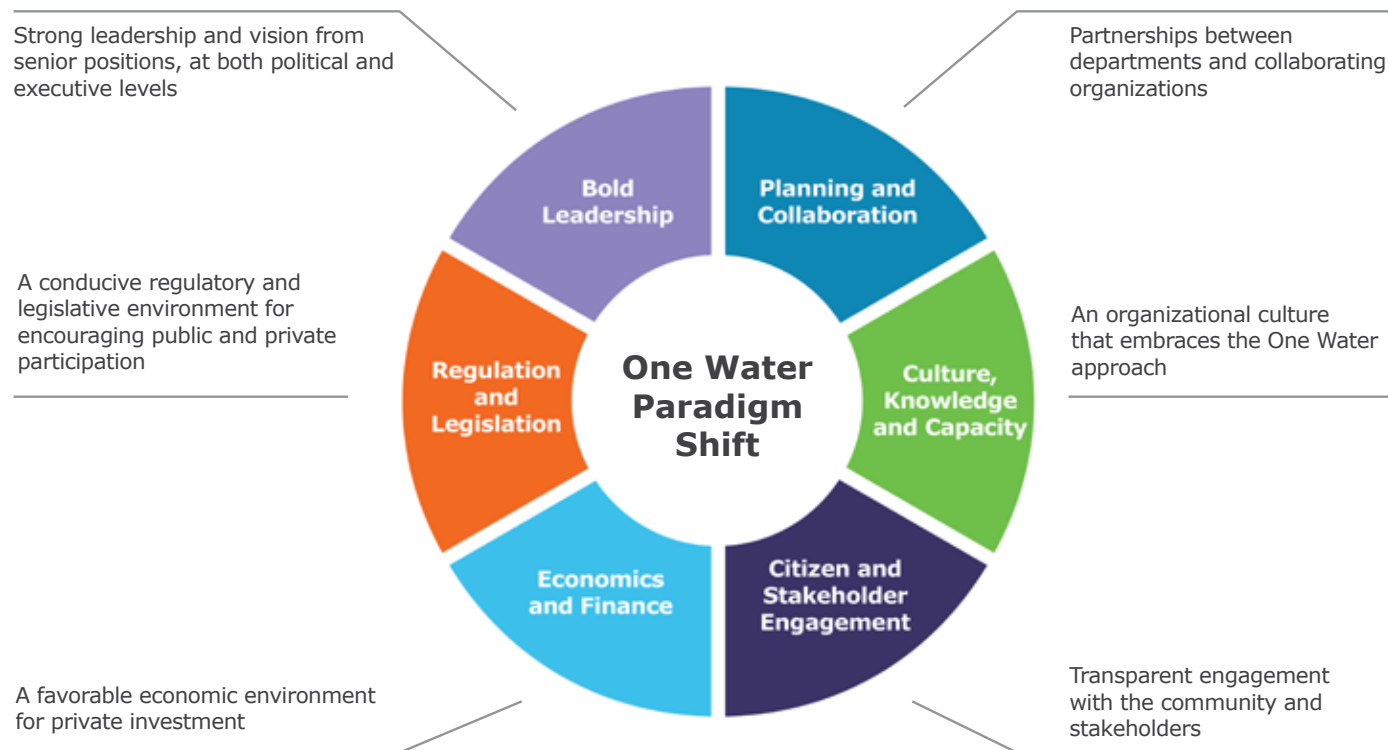 Strong leadership and vision from
senior positions, at both political and
executive levels
Partnerships between
departments and collaborating
organizations
Bold
Leadership
Planning and
Collaboration
A conducive regulatory and
legislative environment for
encouraging public and private
participation
Regulation
and
Legislation
One Water
Paradigm
Shift
Culture,
Knowledge
and Capacity
An organizational culture
that embraces the One Water
approach
Economics
and Finance
Citizen and
Stakeholder
Engagement
A favorable economic environment
for private investment
Transparent engagement
with the community and
stakeholders